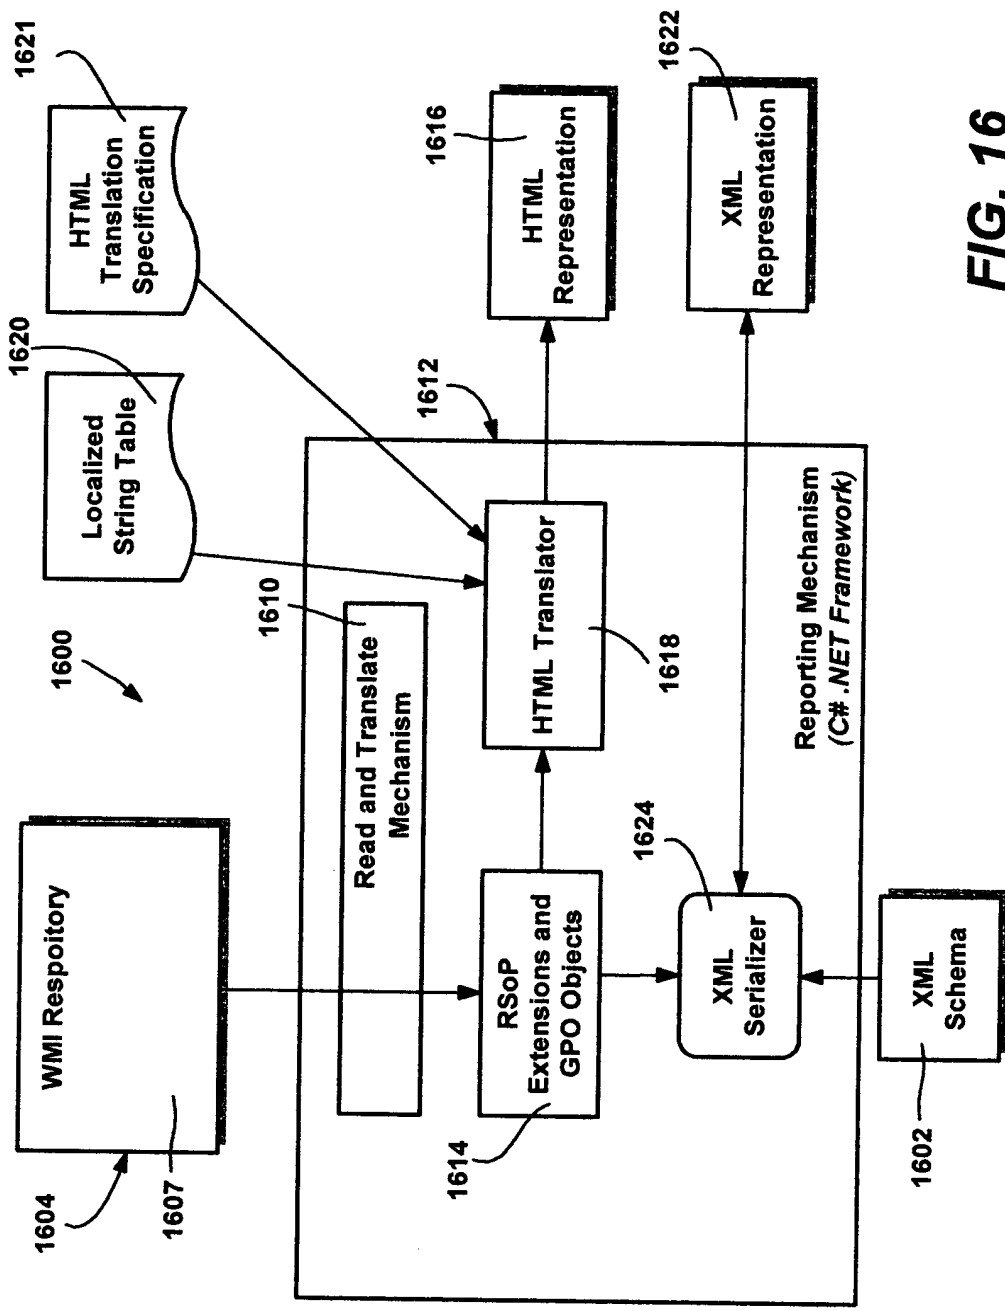 1600
1604
WMI Respoitory
1607
Localized
String Table
1620
HTML
Translation
Specification
1621
1610
Read and Translate
Mechanism
1612
1614
RSoP
Extensions and
GPO Objects
HTML Translator
1618
HTML
Representation
1616
XML
Serializer
1624
XML
Representation
1622
Reporting Mechanism
(C# .NET Framework)
XML
Schema
1602
FIG. 16